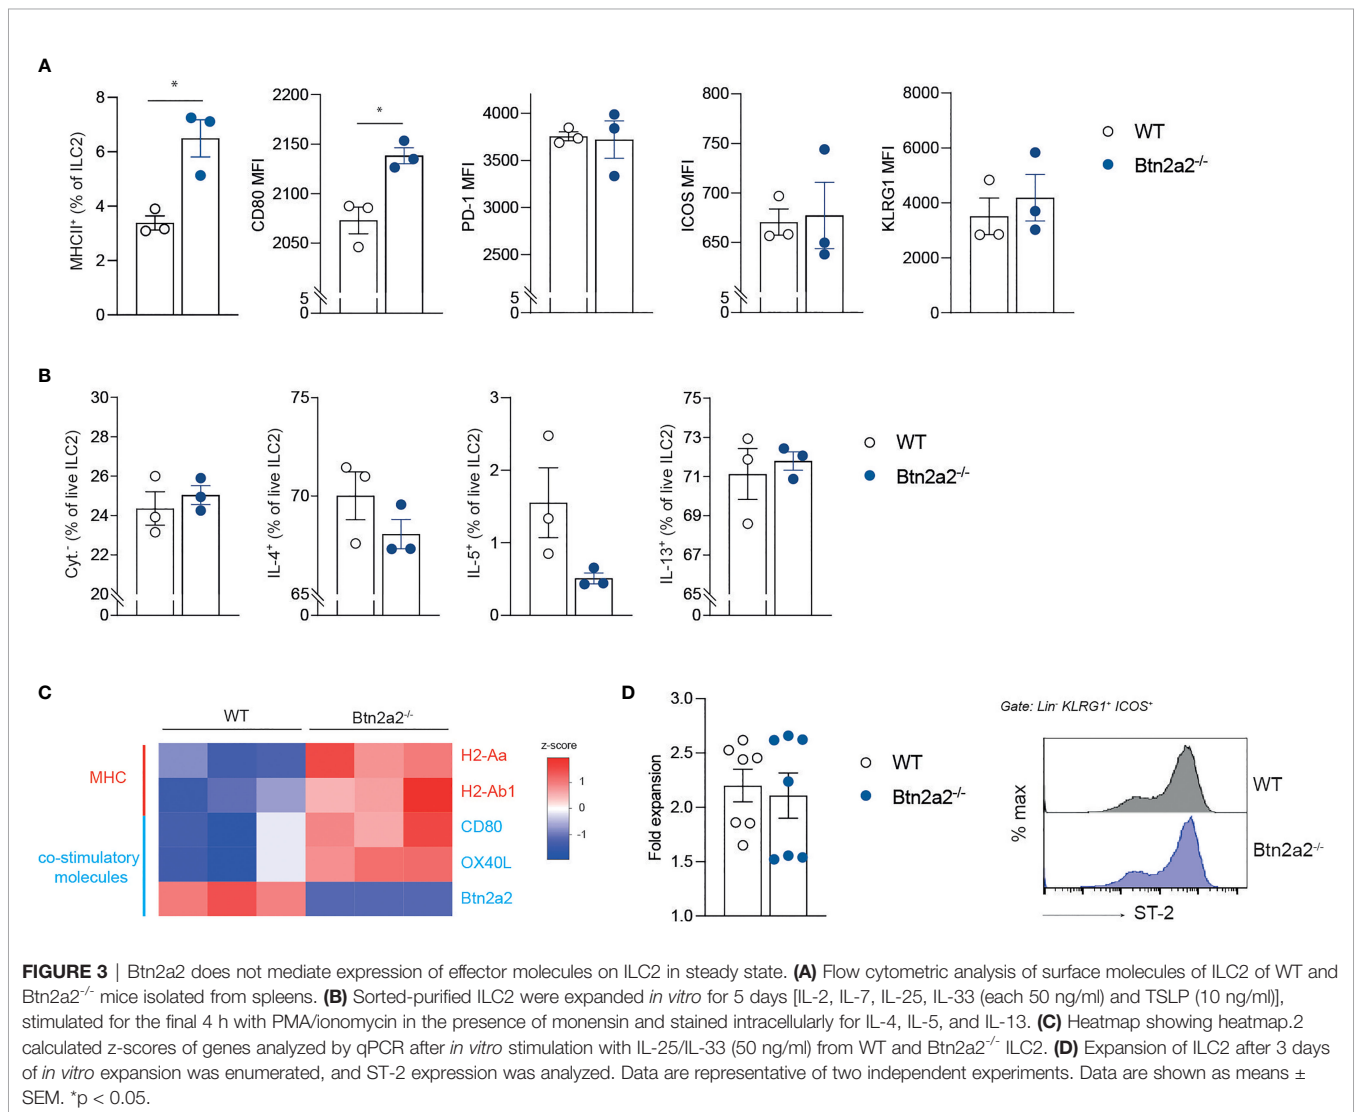 A
MHCII⁺ (% of ILC2)
8
6
4
2
0
*
CD80 MFI
2200
2150
2100
2050
5
0
*
PD-1 MFI
4000
3500
3000
2500
5
0
ICOS MFI
800
750
700
650
5
0
KLRG1 MFI
8000
6000
4000
2000
0
WT
Btn2a2⁻/⁻
B
Cyt.⁻ (% of live ILC2)
30
28
26
24
22
20
0
IL-4⁺ (% of live ILC2)
75
70
65
0
IL-5⁺ (% of live ILC2)
3
2
1
0
IL-13⁺ (% of live ILC2)
75
73
71
69
67
65
0
WT
Btn2a2⁻/⁻
C
WT
Btn2a2⁻/⁻
MHC
co-stimulatory
molecules
H2-Aa
H2-Ab1
CD80
OX40L
Btn2a2
z-score
1
0
-1
D
Fold expansion
3.0
2.5
2.0
1.5
1.0
WT
Btn2a2⁻/⁻
Gate: Lin⁻ KLRG1⁺ ICOS⁺
% max
WT
Btn2a2⁻/⁻
ST-2
FIGURE 3 | Btn2a2 does not mediate expression of effector molecules on ILC2 in steady state. (A) Flow cytometric analysis of surface molecules of ILC2 of WT and
Btn2a2⁻/⁻ mice isolated from spleens. (B) Sorted-purified ILC2 were expanded in vitro for 5 days [IL-2, IL-7, IL-25, IL-33 (each 50 ng/ml) and TSLP (10 ng/ml)],
stimulated for the final 4 h with PMA/ionomycin in the presence of monensin and stained intracellularly for IL-4, IL-5, and IL-13. (C) Heatmap showing heatmap.2
calculated z-scores of genes analyzed by qPCR after in vitro stimulation with IL-25/IL-33 (50 ng/ml) from WT and Btn2a2⁻/⁻ ILC2. (D) Expansion of ILC2 after 3 days
of in vitro expansion was enumerated, and ST-2 expression was analyzed. Data are representative of two independent experiments. Data are shown as means ±
SEM. *p < 0.05.